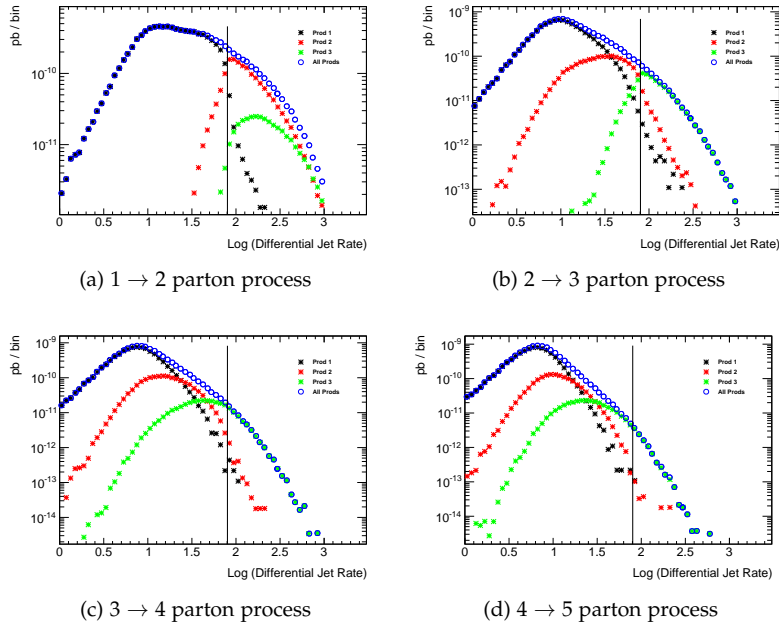 pb / bin
Prod 1
Prod 2
Prod 3
All Prods
10^-10
10^-11
0 0.5 1 1.5 2 2.5 3
Log (Differential Jet Rate)
(a) 1 → 2 parton process
pb / bin
Prod 1
Prod 2
Prod 3
All Prods
10^-9
10^-10
10^-11
10^-12
10^-13
0 0.5 1 1.5 2 2.5 3
Log (Differential Jet Rate)
(b) 2 → 3 parton process
pb / bin
Prod 1
Prod 2
Prod 3
All Prods
10^-9
10^-10
10^-11
10^-12
10^-13
10^-14
0 0.5 1 1.5 2 2.5 3
Log (Differential Jet Rate)
(c) 3 → 4 parton process
pb / bin
Prod 1
Prod 2
Prod 3
All Prods
10^-9
10^-10
10^-11
10^-12
10^-13
10^-14
0 0.5 1 1.5 2 2.5 3
Log (Differential Jet Rate)
(d) 4 → 5 parton process